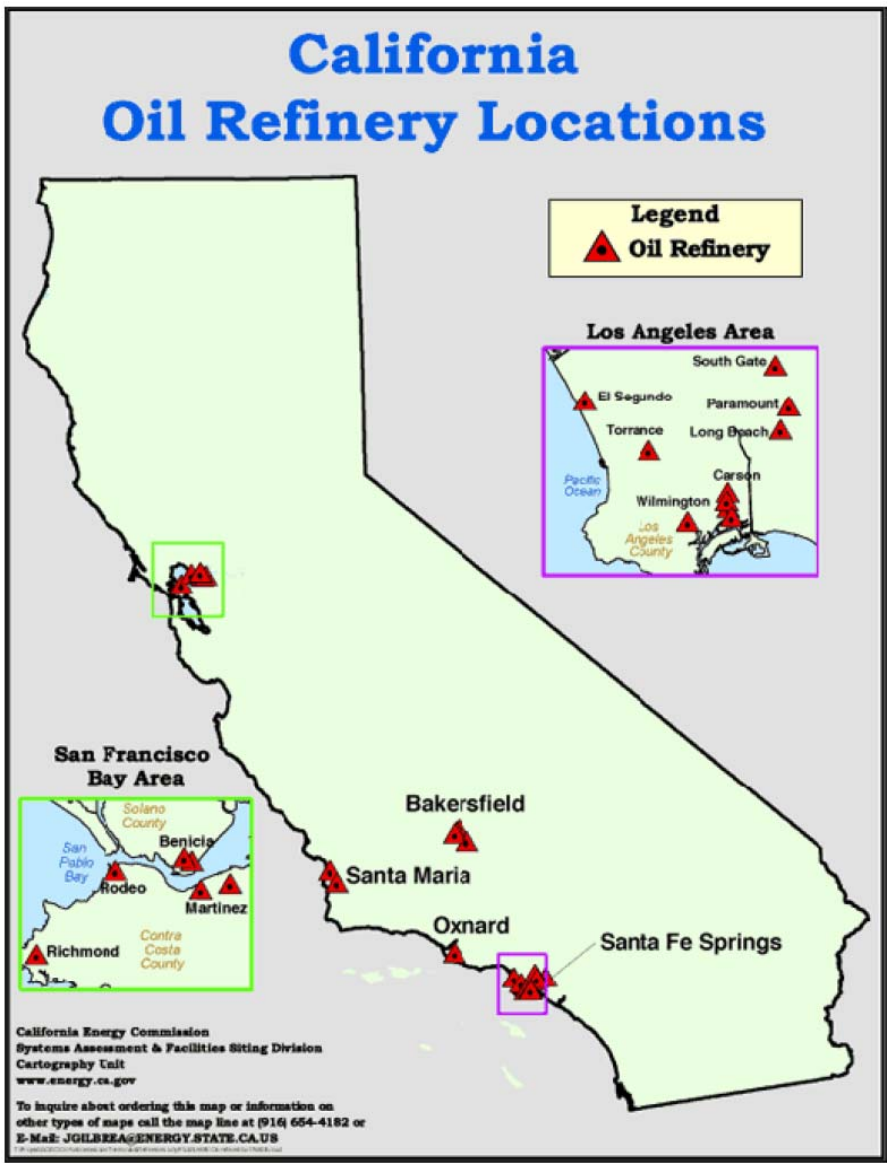 California
Oil Refinery Locations
Legend
Oil Refinery
Los Angeles Area
South Gate
El Segundo
Paramount
Torrance
Long Beach
Pacific
Ocean
Carson
Wilmington
Los
Angeles
County
San Francisco
Bay Area
Solano
County
San
Pablo
Bay
Benicia
Rodeo
Martinez
Richmond
Contra
Costa
County
Bakersfield
Santa Maria
Oxnard
Santa Fe Springs
California Energy Commission
Systems Assessment & Facilities Siting Division
Cartography Unit
www.energy.ca.gov
To inquire about ordering this map or information on
other types of maps call the map line at (916) 654-4182 or
E-Mail: JGILBREA@ENERGY.STATE.CA.US